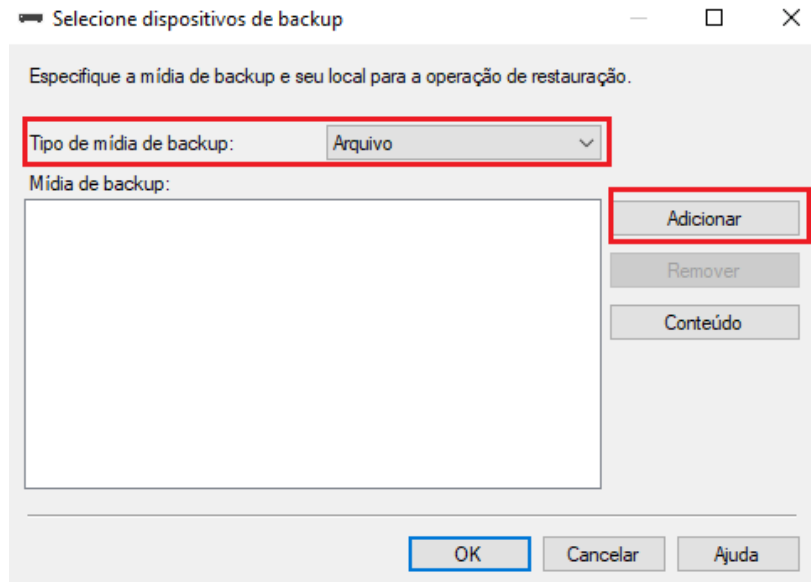 Selecione dispositivos de backup
Especifique a mídia de backup e seu local para a operação de restauração.
Tipo de mídia de backup: Arquivo
Mídia de backup:
Adicionar
Remover
Conteúdo
OK Cancelar Ajuda